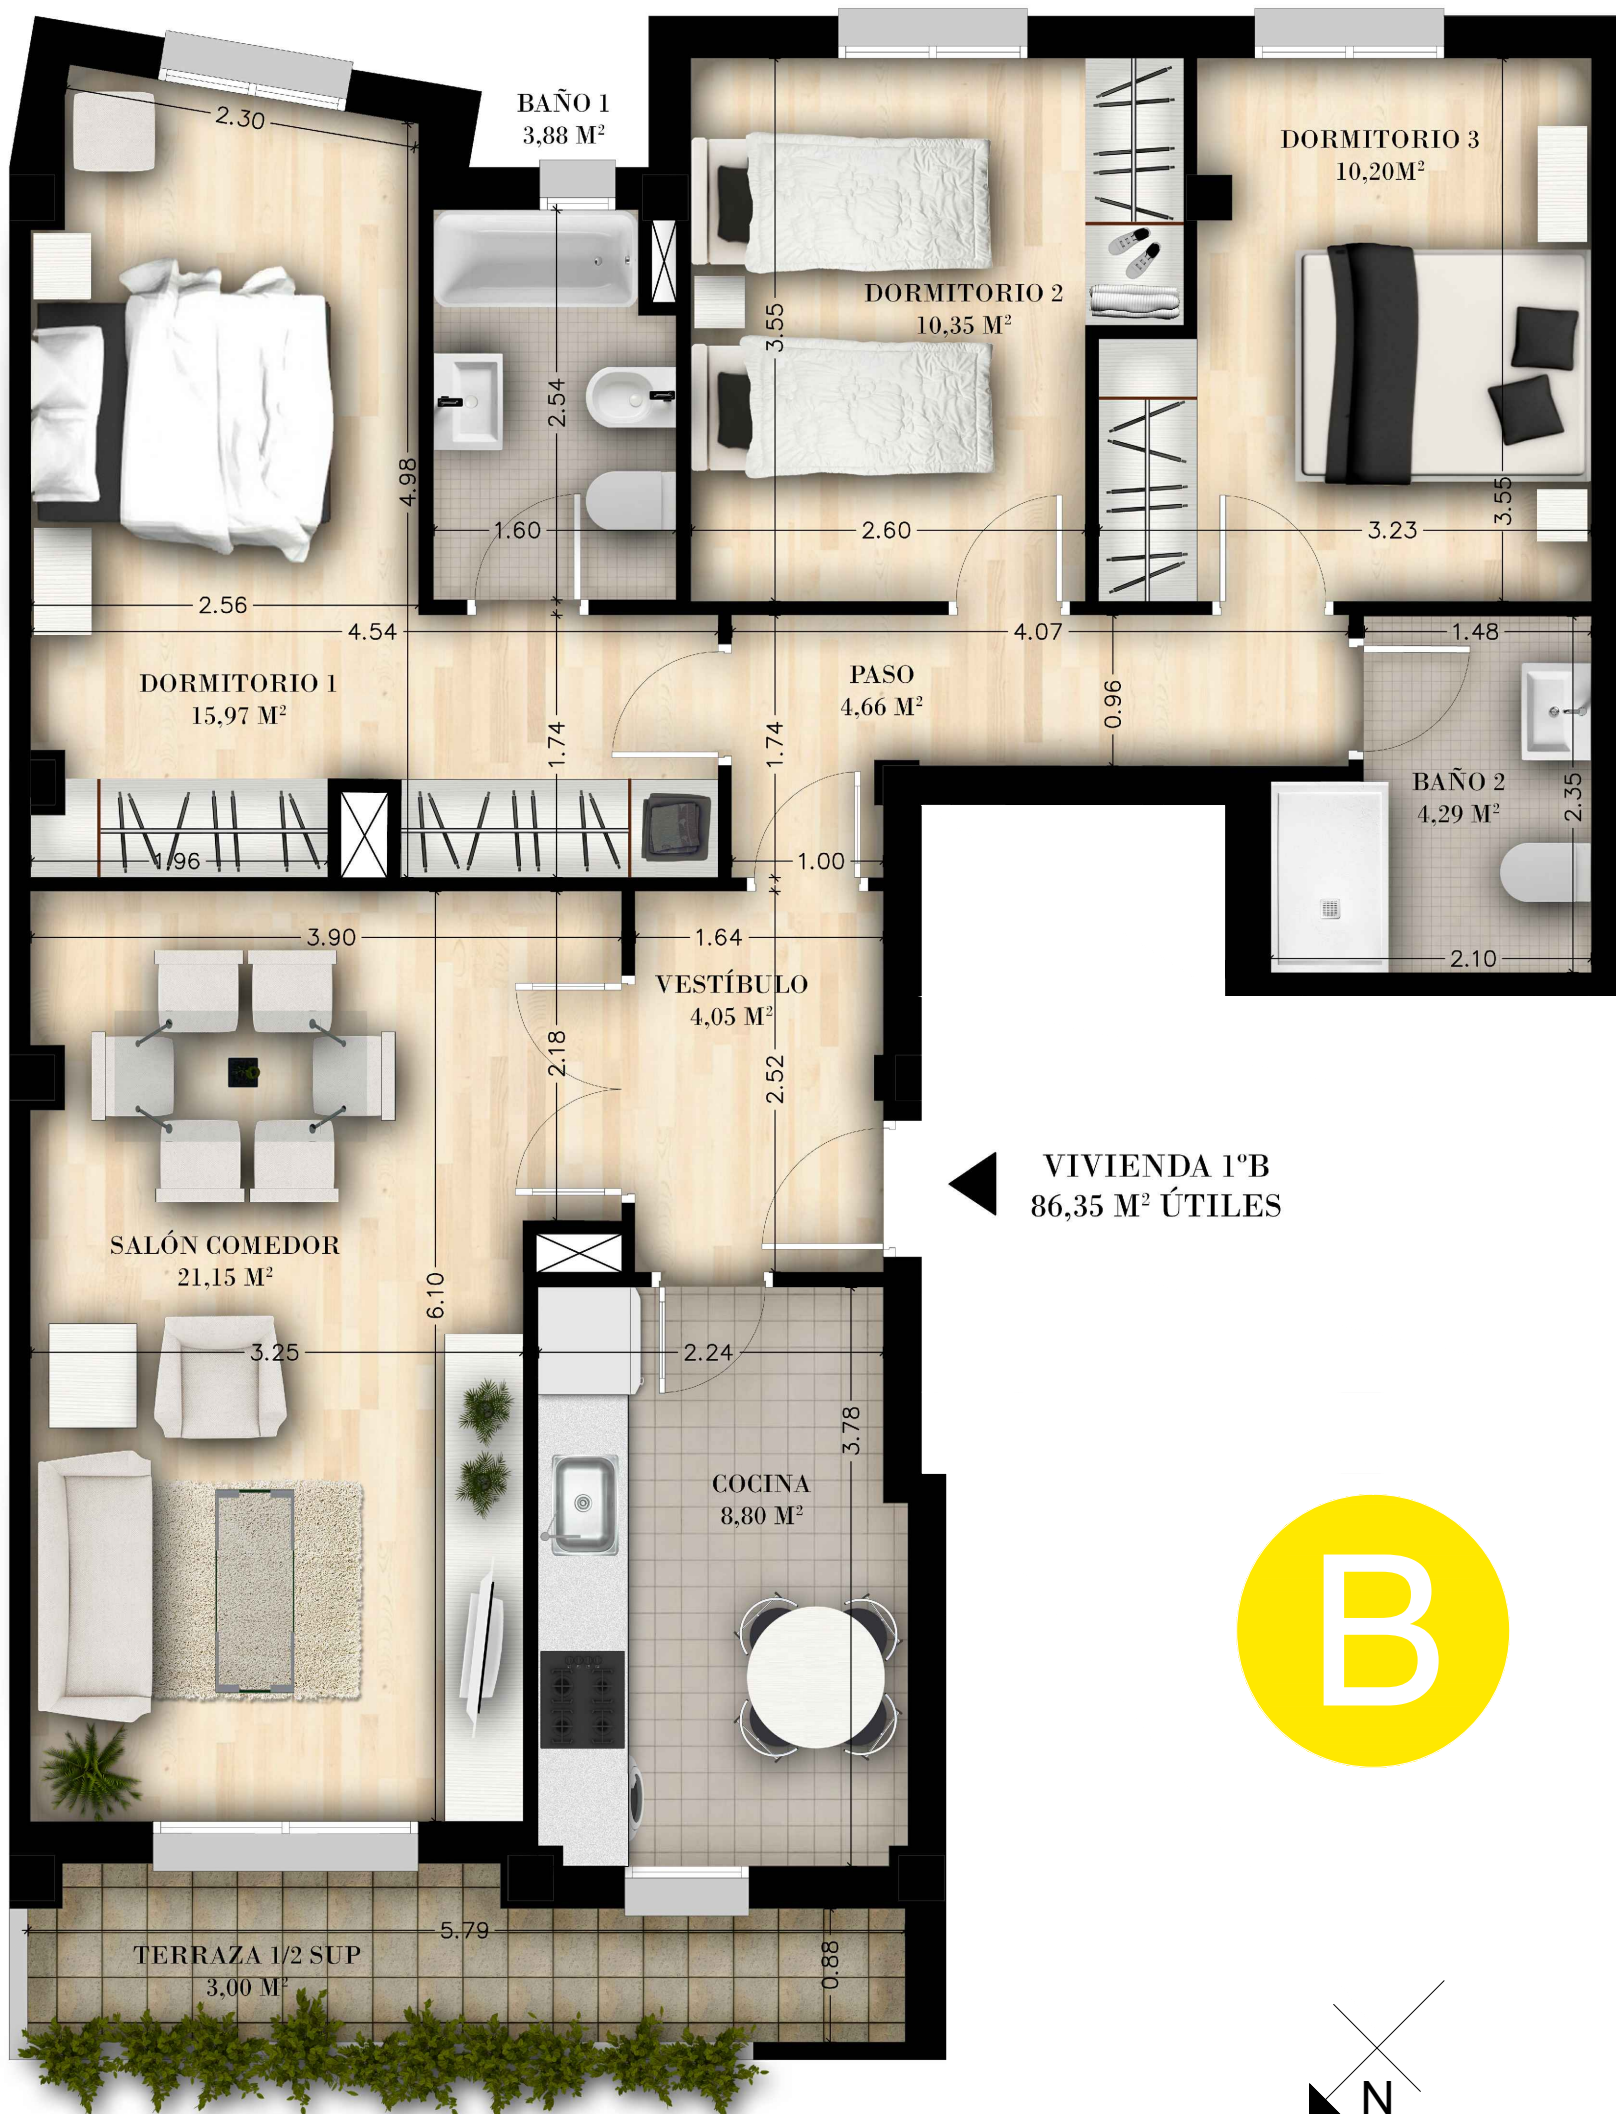 BAÑO 1
3,88 M²
2.30
DORMITORIO 3
10,20M²
DORMITORIO 2
10,35 M²
3.55
2.54
4.98
3.55
1.60
2.60
3.23
2.56
4.54
4.07
1.48
DORMITORIO 1
15,97 M²
PASO
4,66 M²
0.96
1.74
1.74
BAÑO 2
4,29 M²
2.35
1.96
1.00
3.90
1.64
2.10
VESTÍBULO
4,05 M²
2.18
2.52
VIVIENDA 1ºB
86,35 M² ÚTILES
SALÓN COMEDOR
21,15 M²
6.10
3.25
2.24
3.78
COCINA
8,80 M²
B
5.79
TERRAZA 1/2 SUP
3,00 M²
0.88
N